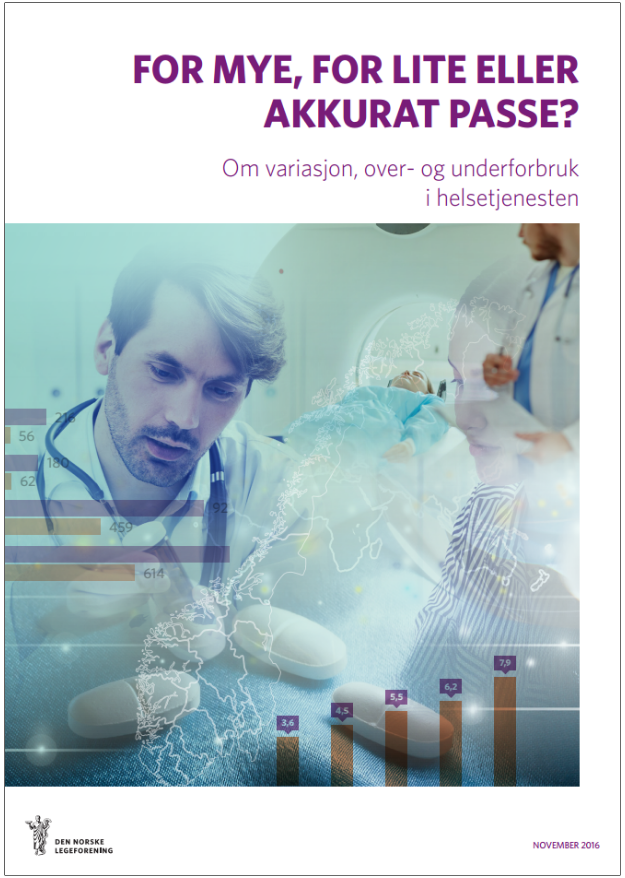 FOR MYE, FOR LITE ELLER
AKKURAT PASSE?
Om variasjon, over- og underforbruk
i helsetjenesten
216
56
180
62
92
459
614
3,6
4,5
5,5
6,2
7,9
DEN NORSKE
LEGEFORENING
NOVEMBER 2016